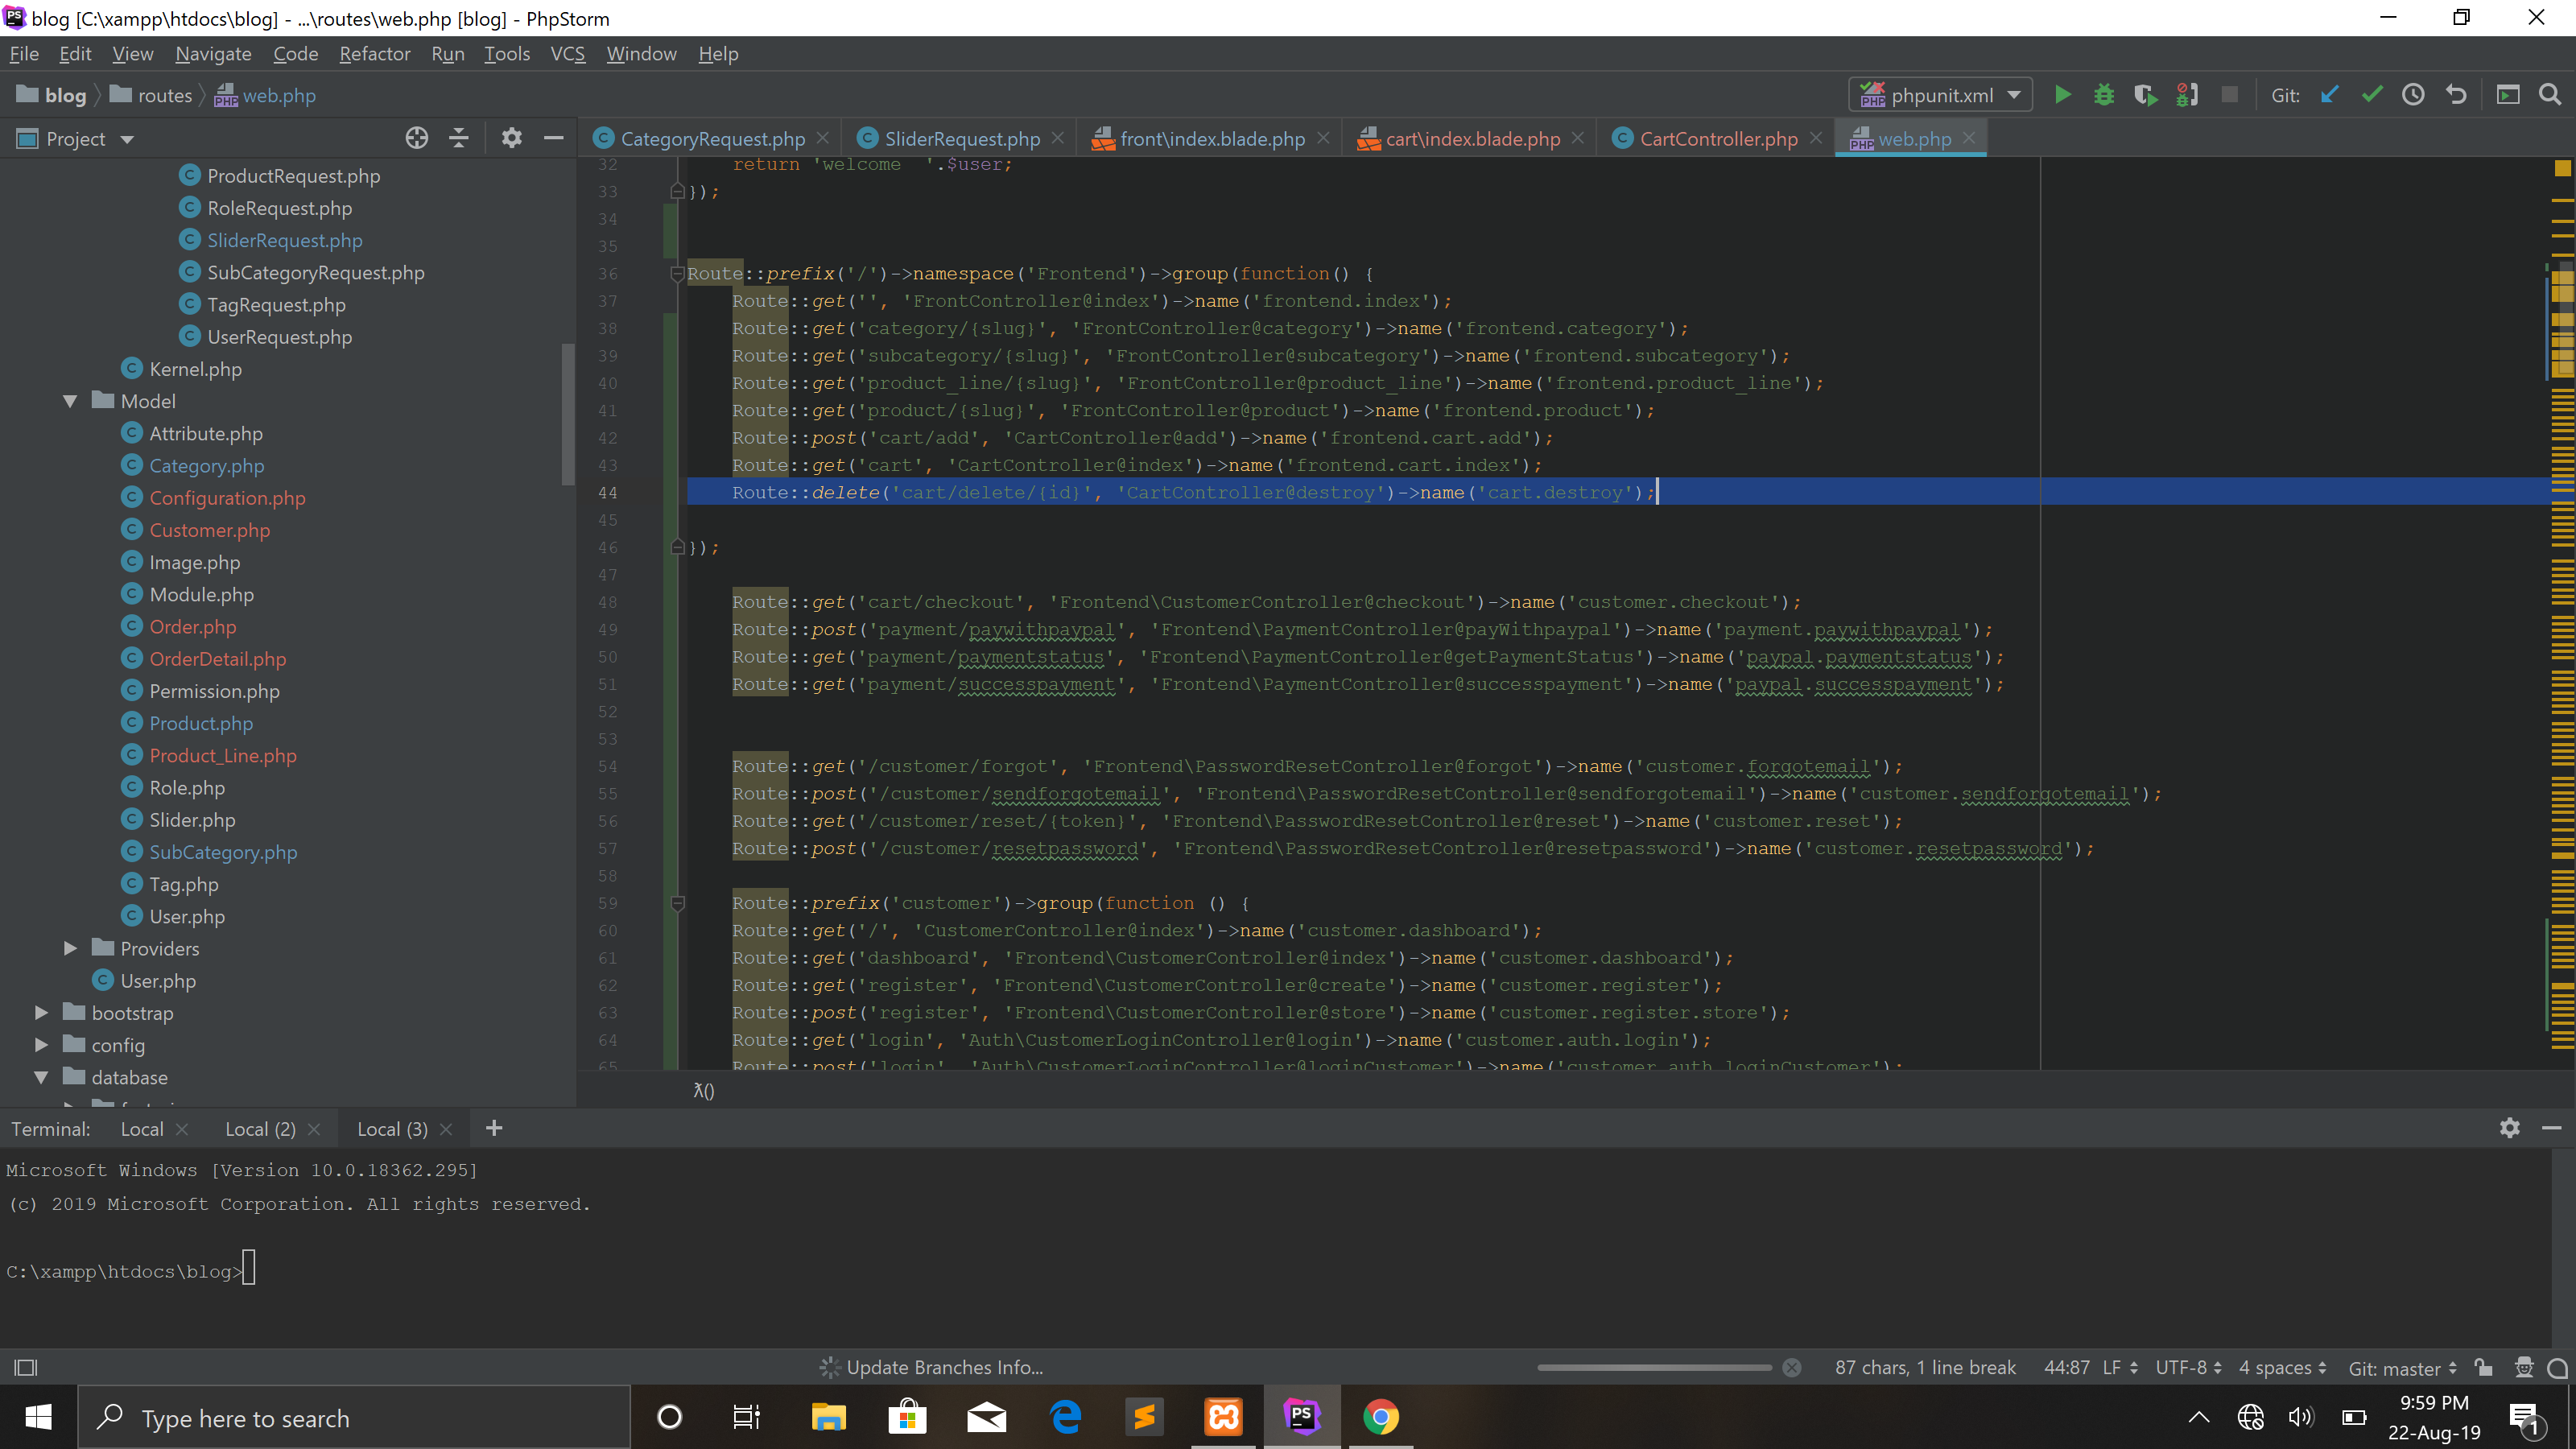 blog [C:\xampp\htdocs\blog] - ...\routes\web.php [blog] - PhpStorm
File Edit View Navigate Code Refactor Run Tools VCS Window Help
blog routes web.php phpunit.xml Git:
Project CategoryRequest.php SliderRequest.php front\index.blade.php cart\index.blade.php CartController.php web.php
ProductRequest.php
RoleRequest.php
SliderRequest.php
SubCategoryRequest.php
TagRequest.php
UserRequest.php
Kernel.php
Model
Attribute.php
Category.php
Configuration.php
Customer.php
Image.php
Module.php
Order.php
OrderDetail.php
Permission.php
Product.php
Product_Line.php
Role.php
Slider.php
SubCategory.php
Tag.php
User.php
Providers
User.php
bootstrap
config
database
32 return 'welcome '.$user;
33 });
34
35
36 Route::prefix('/')->namespace('Frontend')->group(function() {
37 Route::get('', 'FrontController@index')->name('frontend.index');
38 Route::get('category/{slug}', 'FrontController@category')->name('frontend.category');
39 Route::get('subcategory/{slug}', 'FrontController@subcategory')->name('frontend.subcategory');
40 Route::get('product_line/{slug}', 'FrontController@product_line')->name('frontend.product_line');
41 Route::get('product/{slug}', 'FrontController@product')->name('frontend.product');
42 Route::post('cart/add', 'CartController@add')->name('frontend.cart.add');
43 Route::get('cart', 'CartController@index')->name('frontend.cart.index');
44 Route::delete('cart/delete/{id}', 'CartController@destroy')->name('cart.destroy');
45
46 });
47
48 Route::get('cart/checkout', 'Frontend\CustomerController@checkout')->name('customer.checkout');
49 Route::post('payment/paywithpaypal', 'Frontend\PaymentController@payWithpaypal')->name('payment.paywithpaypal');
50 Route::get('payment/paymentstatus', 'Frontend\PaymentController@getPaymentStatus')->name('paypal.paymentstatus');
51 Route::get('payment/successpayment', 'Frontend\PaymentController@successpayment')->name('paypal.successpayment');
52
53
54 Route::get('/customer/forgot', 'Frontend\PasswordResetController@forgot')->name('customer.forgotemail');
55 Route::post('/customer/sendforgotemail', 'Frontend\PasswordResetController@sendforgotemail')->name('customer.sendforgotemail');
56 Route::get('/customer/reset/{token}', 'Frontend\PasswordResetController@reset')->name('customer.reset');
57 Route::post('/customer/resetpassword', 'Frontend\PasswordResetController@resetpassword')->name('customer.resetpassword');
58
59 Route::prefix('customer')->group(function () {
60 Route::get('/', 'CustomerController@index')->name('customer.dashboard');
61 Route::get('dashboard', 'Frontend\CustomerController@index')->name('customer.dashboard');
62 Route::get('register', 'Frontend\CustomerController@create')->name('customer.register');
63 Route::post('register', 'Frontend\CustomerController@store')->name('customer.register.store');
64 Route::get('login', 'Auth\CustomerLoginController@login')->name('customer.auth.login');
65 Route::post('login', 'Auth\CustomerLoginController@loginCustomer')->name('customer.auth.loginCustomer');
λ()
Terminal: Local Local (2) Local (3)
Microsoft Windows [Version 10.0.18362.295]
(c) 2019 Microsoft Corporation. All rights reserved.
C:\xampp\htdocs\blog>
Update Branches Info... 87 chars, 1 line break 44:87 LF UTF-8 4 spaces Git: master
Type here to search
9:59 PM
22-Aug-19
1